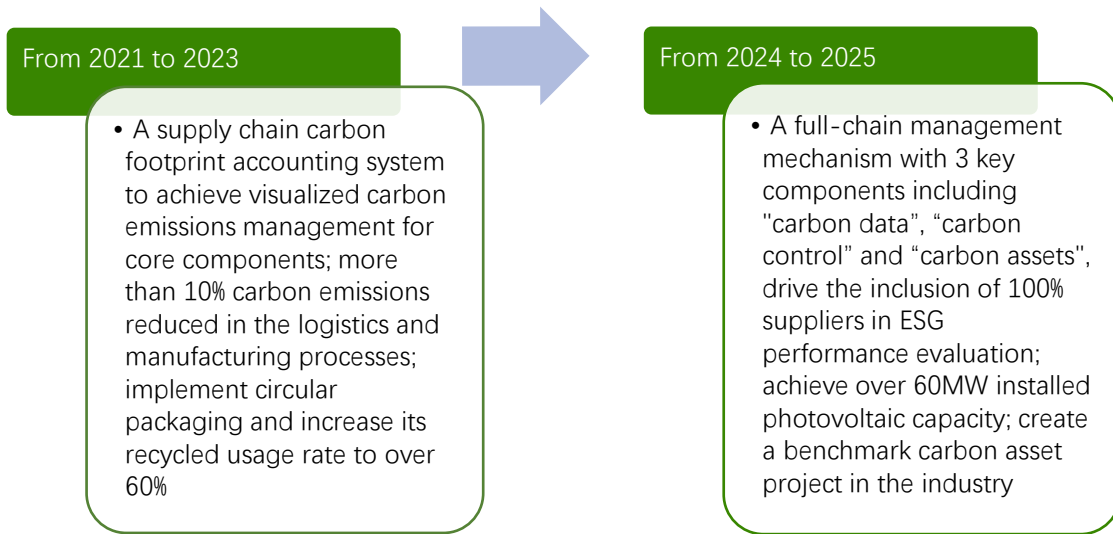 From 2021 to 2023
• A supply chain carbon
footprint accounting system
to achieve visualized carbon
emissions management for
core components; more
than 10% carbon emissions
reduced in the logistics and
manufacturing processes;
implement circular
packaging and increase its
recycled usage rate to over
60%
From 2024 to 2025
• A full-chain management
mechanism with 3 key
components including
"carbon data”, “carbon
control” and “carbon assets",
drive the inclusion of 100%
suppliers in ESG
performance evaluation;
achieve over 60MW installed
photovoltaic capacity; create
a benchmark carbon asset
project in the industry